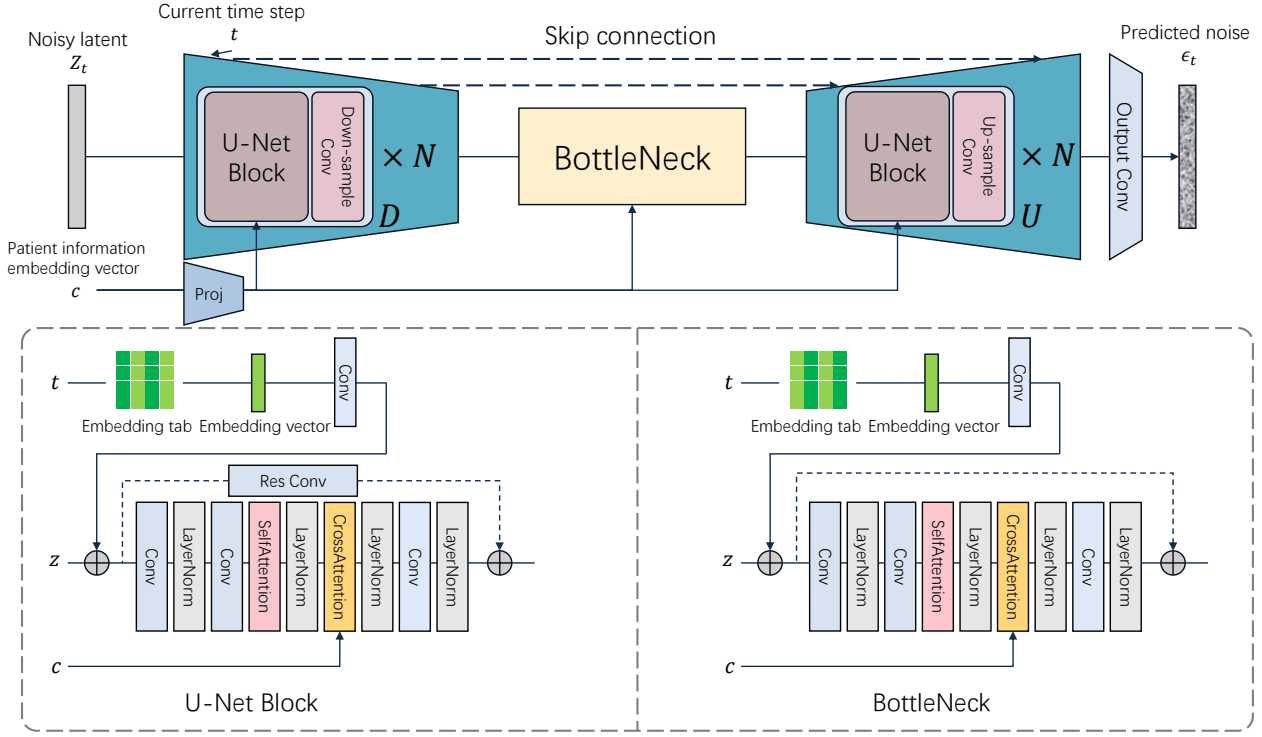 Current time step
t
Noisy latent
Z_t
Skip connection
Predicted noise
ϵ_t
U-Net
Block
Down-sample
Conv
× N
D
BottleNeck
U-Net
Block
Up-sample
Conv
× N
U
Output Conv
Patient information
embedding vector
c
Proj
t
Embedding tab
Embedding vector
Conv
Res Conv
z
Conv
LayerNorm
Conv
SelfAttention
LayerNorm
CrossAttention
LayerNorm
Conv
LayerNorm
c
U-Net Block
t
Embedding tab
Embedding vector
Conv
z
Conv
LayerNorm
Conv
SelfAttention
LayerNorm
CrossAttention
LayerNorm
Conv
LayerNorm
c
BottleNeck